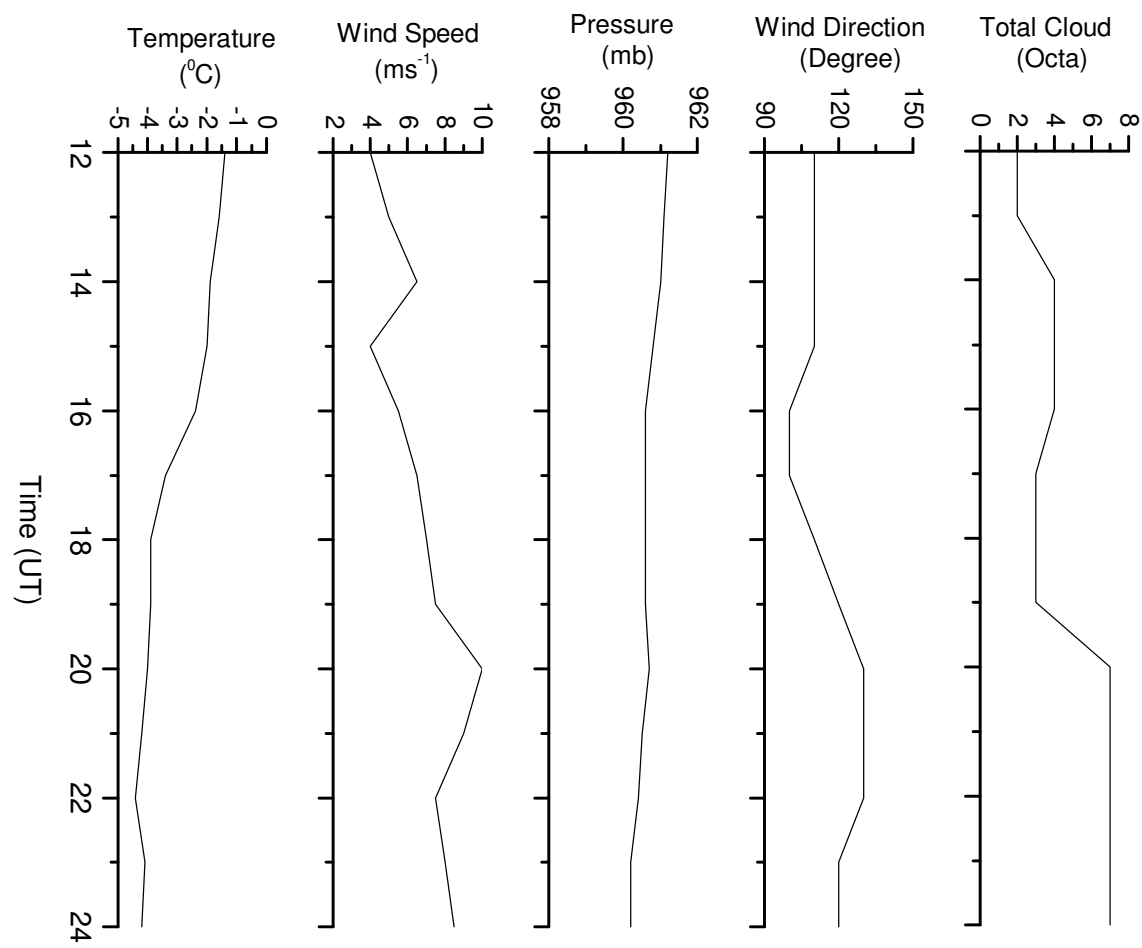 Temperature
(⁰C)
Wind Speed
(ms⁻¹)
Pressure
(mb)
Wind Direction
(Degree)
Total Cloud
(Octa)
-5 -4 -3 -2 -1 0
2 4 6 8 10
958 960 962
90 120 150
0 2 4 6 8
12
14
16
18
20
22
24
Time (UT)